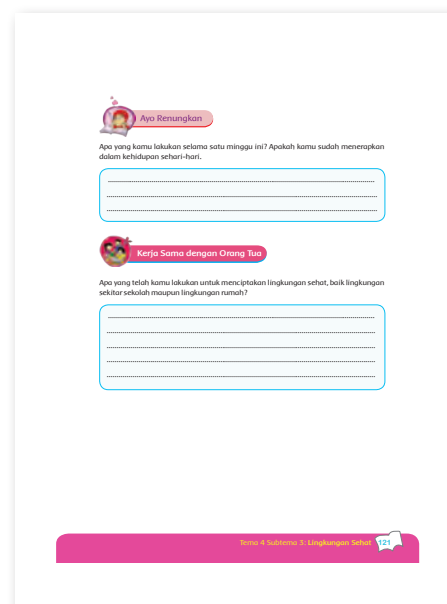 Ayo Renungkan
Apa yang kamu lakukan selama satu minggu ini? Apakah kamu sudah menerapkan
dalam kehidupan sehari-hari.
Kerja Sama dengan Orang Tua
Apa yang telah kamu lakukan untuk menciptakan lingkungan sehat, baik lingkungan
sekitar sekolah maupun lingkungan rumah?
Tema 4 Subtema 3: Lingkungan Sehat 121